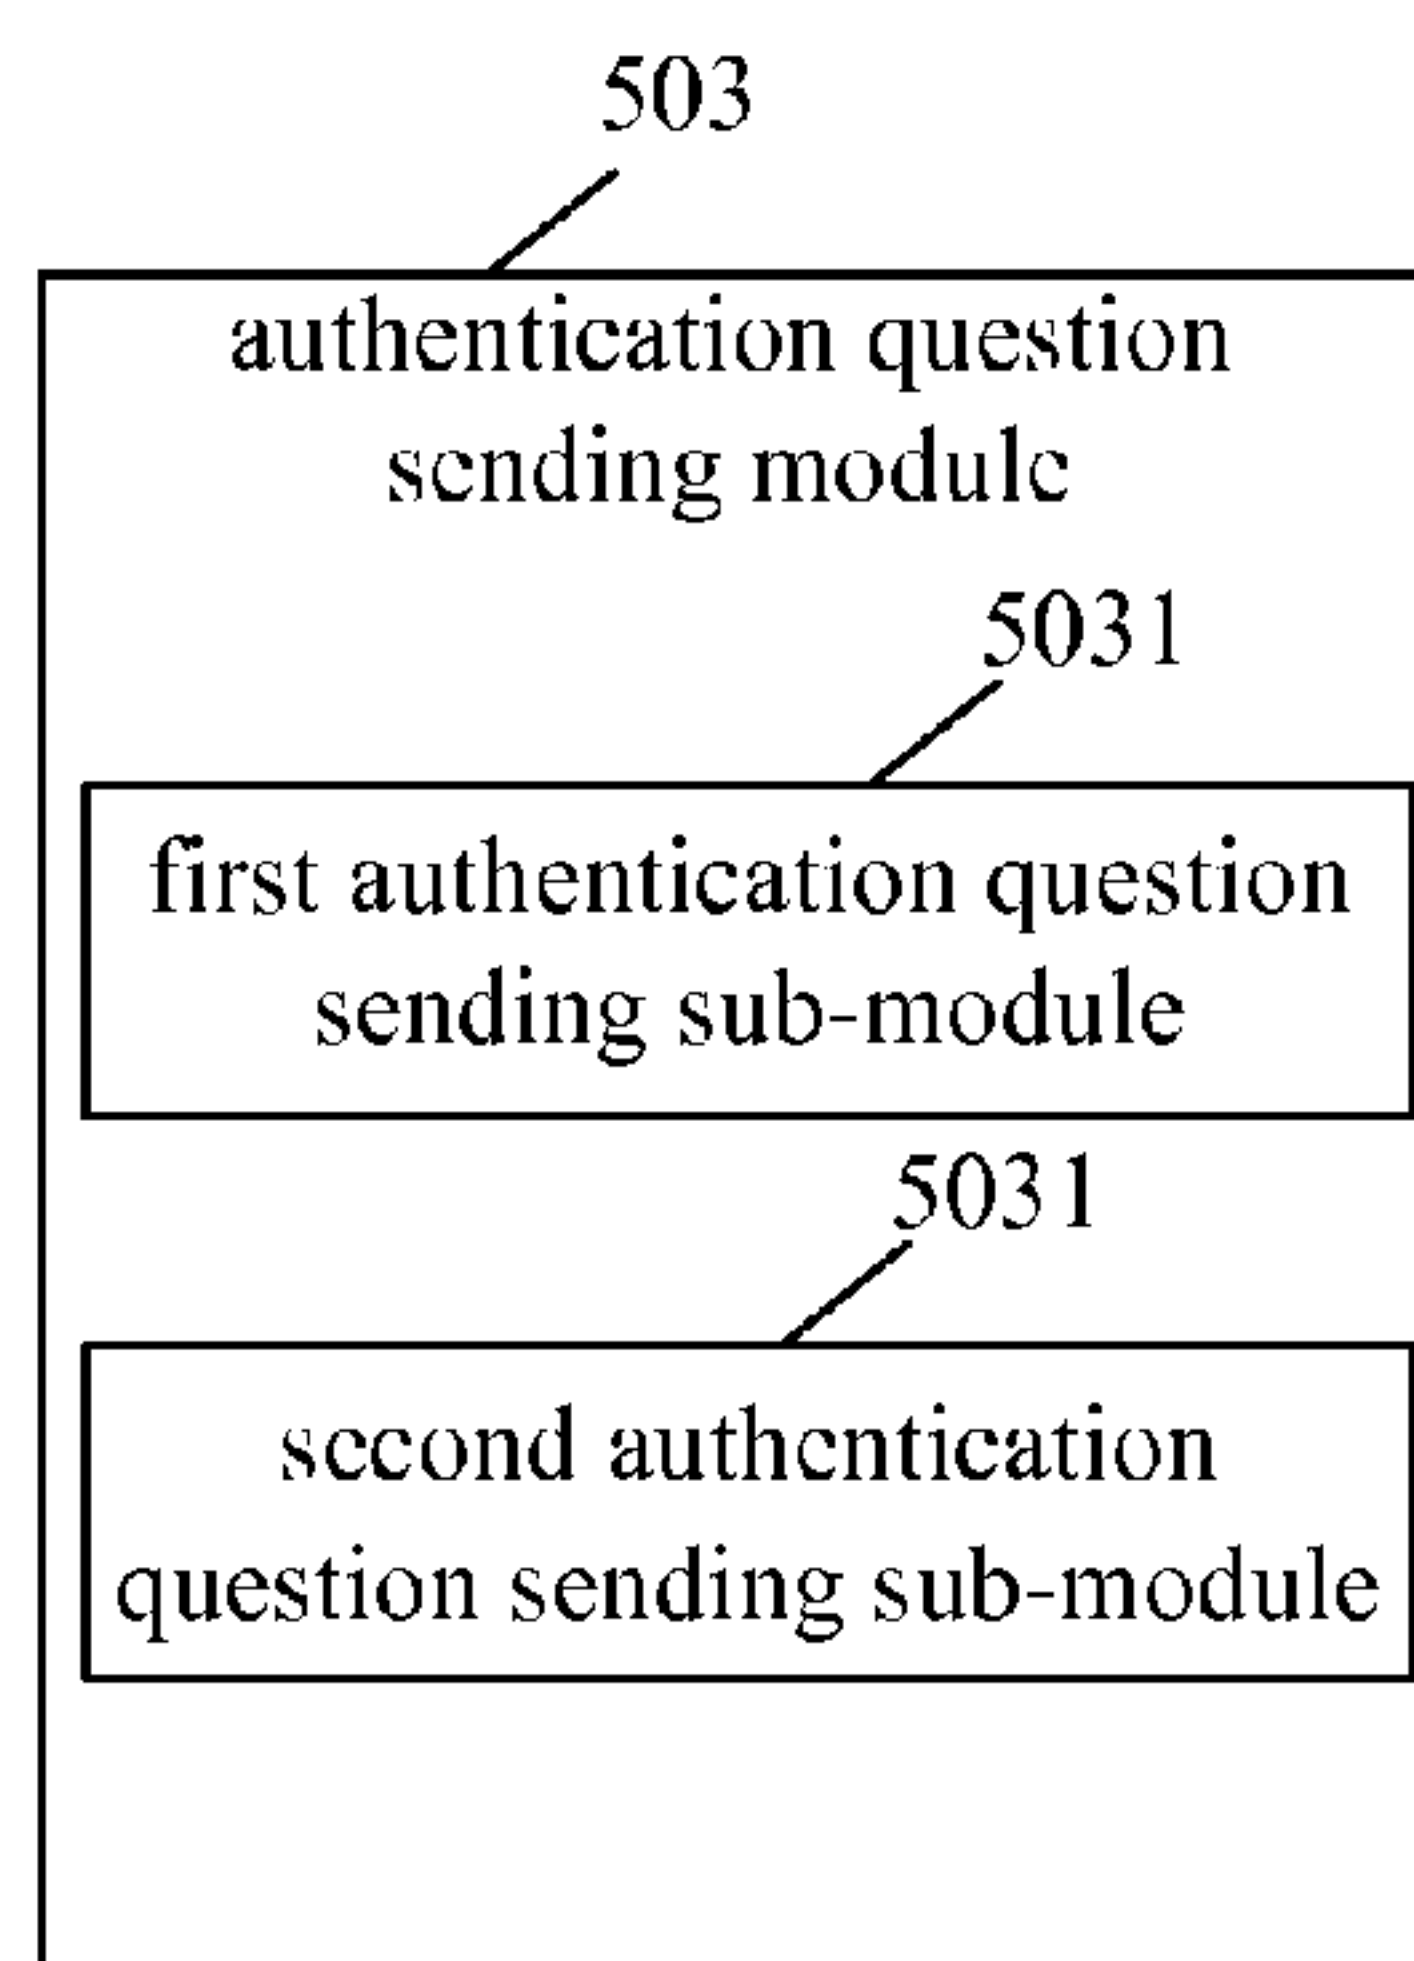 503
authentication question
sending module
5031
first authentication question
sending sub-module
5031
second authentication
question sending sub-module